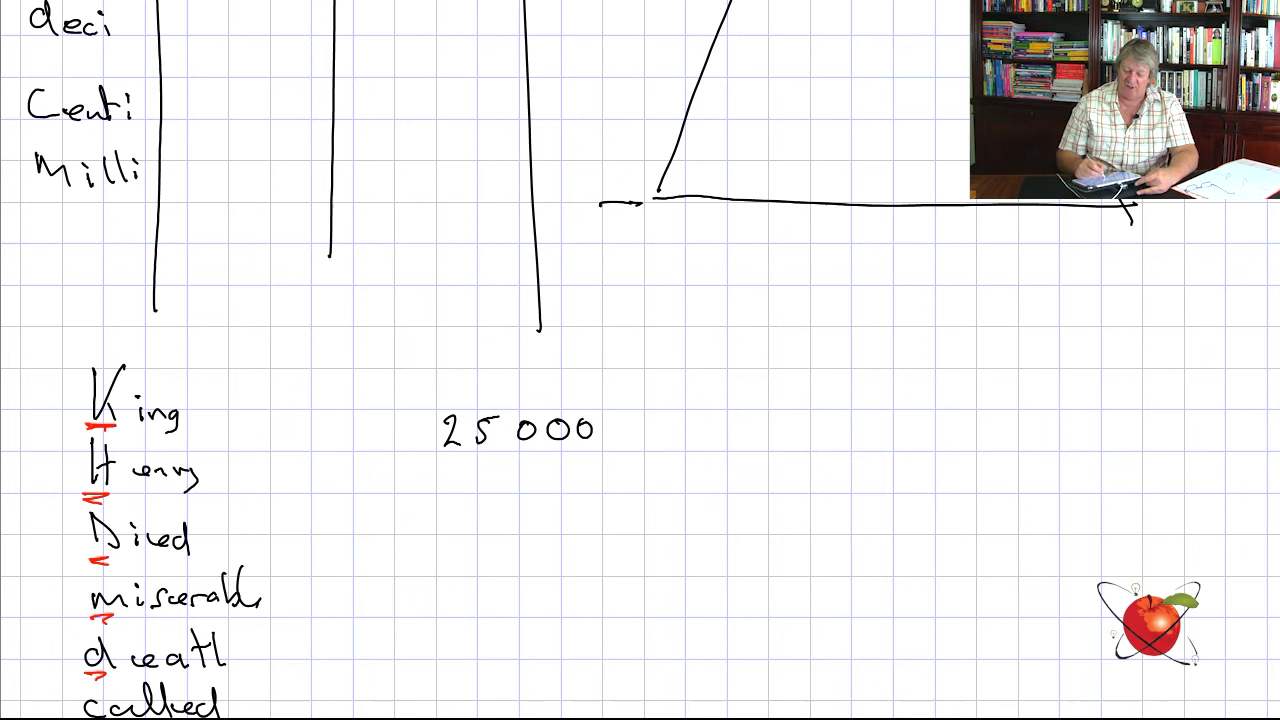 deci
Centi
Milli
King
25 000
Henry
Died
miserable
death
called